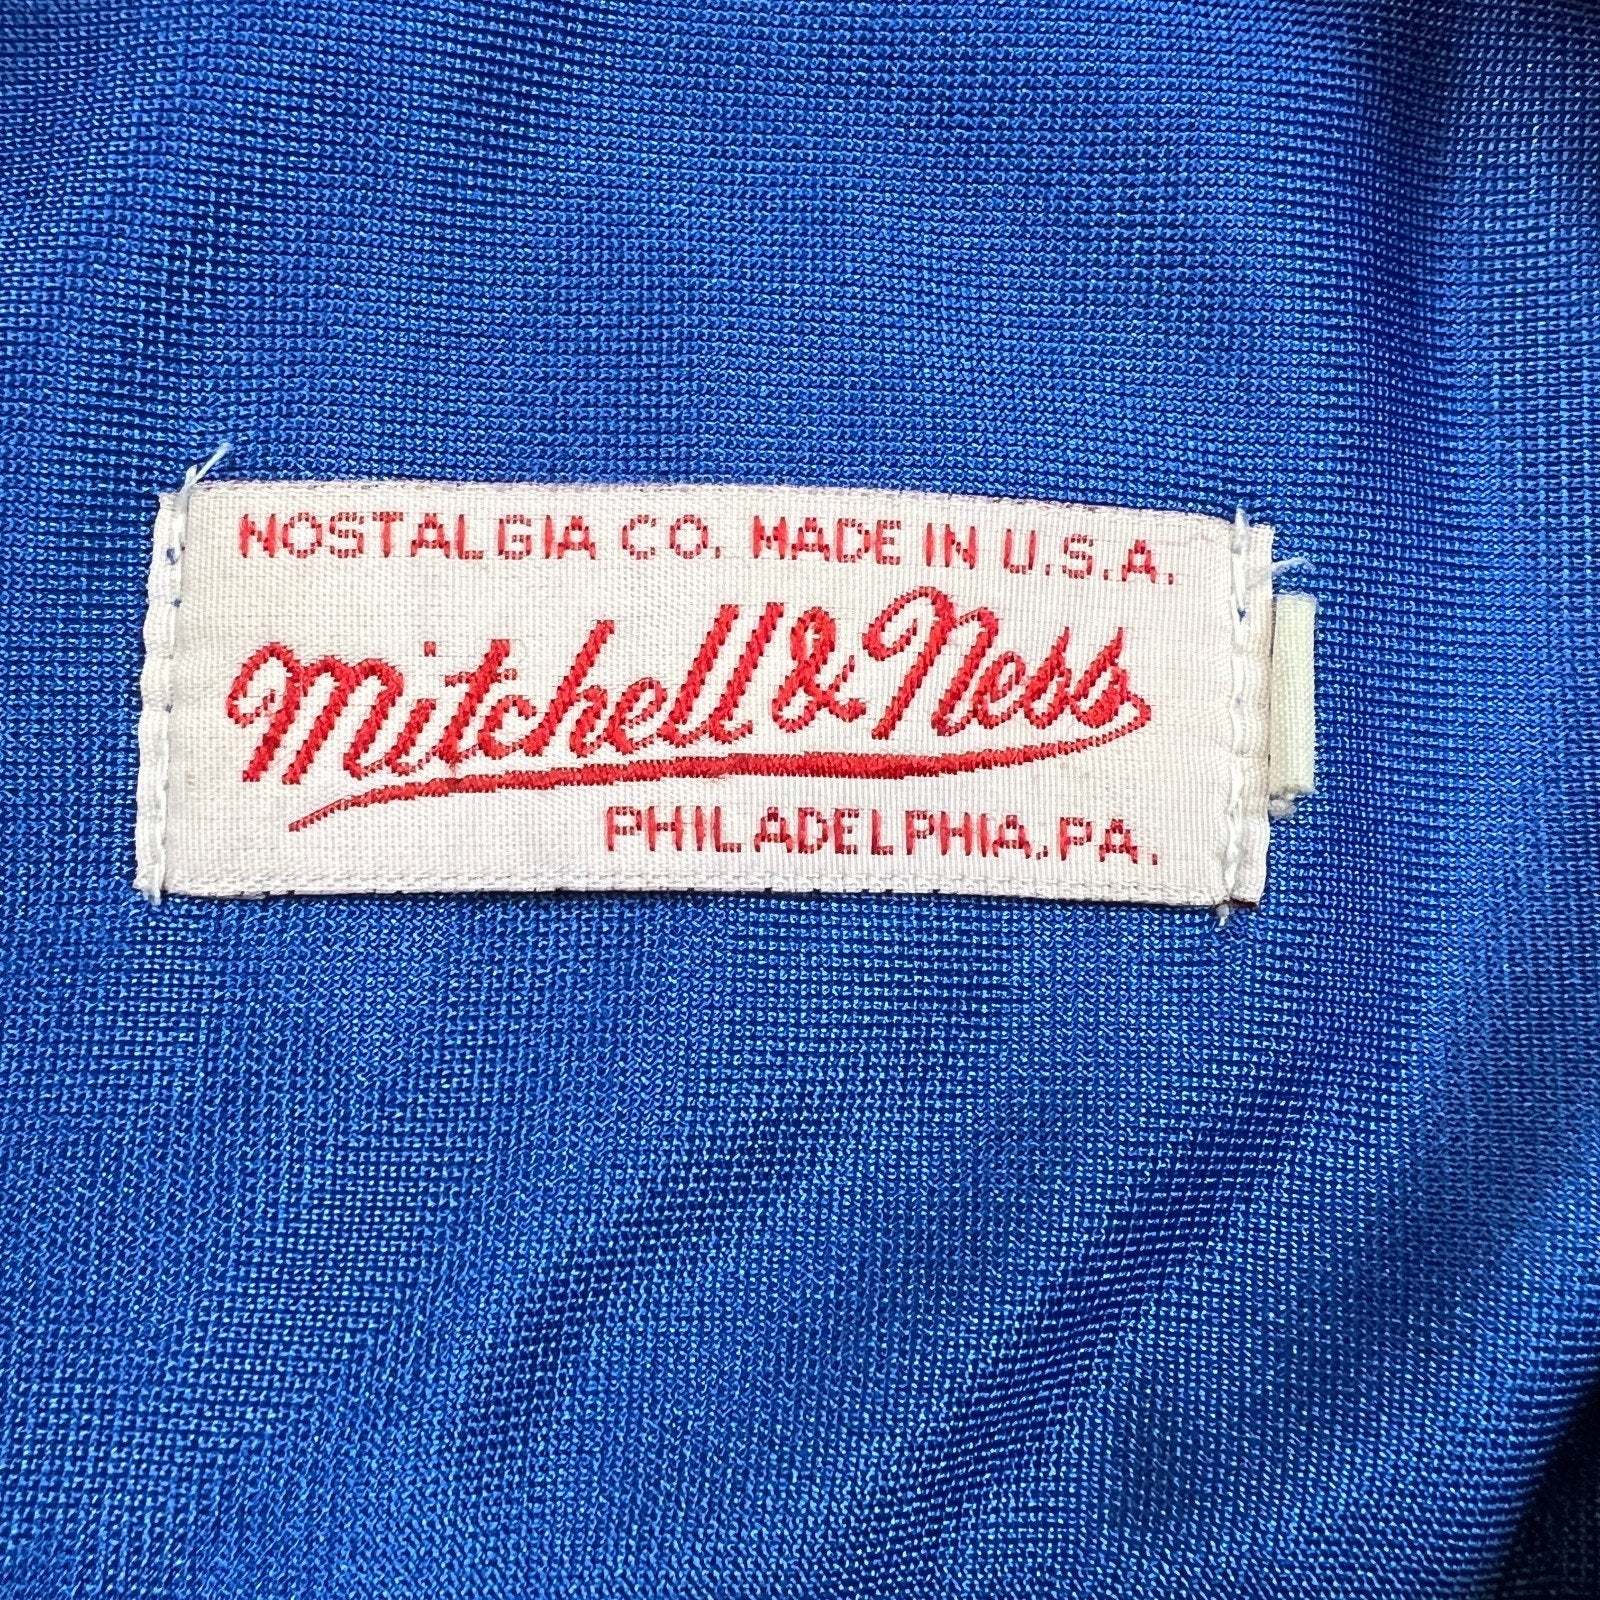 NOSTALGIA CO. MADE IN U.S.A.
Mitchell & Ness
PHILADELPHIA, PA.